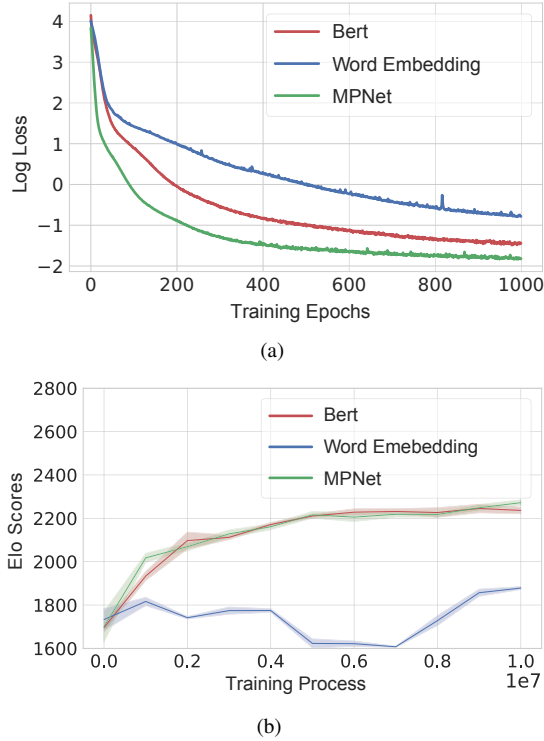 4
3
2
1
0
−1
−2
Log Loss
Bert
Word Embedding
MPNet
0 200 400 600 800 1000
Training Epochs
(a)
2800
2600
2400
2200
2000
1800
1600
Elo Scores
Bert
Word Emebedding
MPNet
0.0 0.2 0.4 0.6 0.8 1.0
Training Process 1e7
(b)